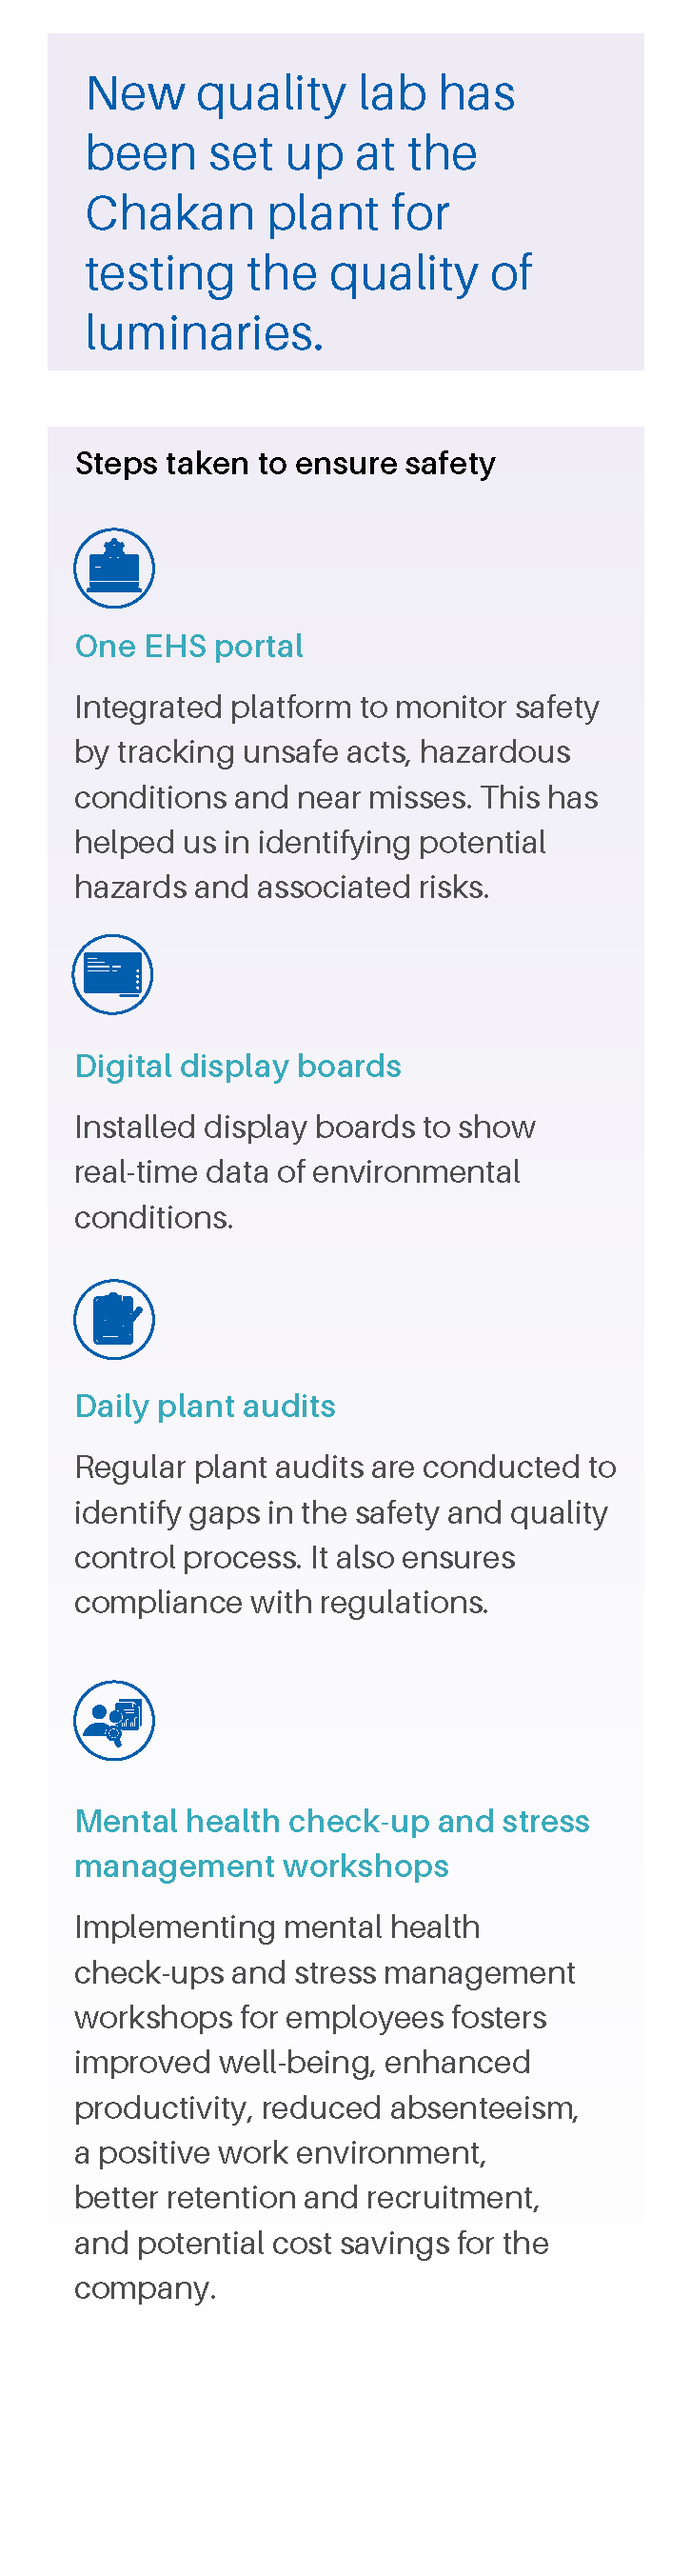 New quality lab has
been set up at the
Chakan plant for
testing the quality of
luminaries.
Steps taken to ensure safety
One EHS portal
Integrated platform to monitor safety
by tracking unsafe acts, hazardous
conditions and near misses. This has
helped us in identifying potential
hazards and associated risks.
Digital display boards
Installed display boards to show
real-time data of environmental
conditions.
Daily plant audits
Regular plant audits are conducted to
identify gaps in the safety and quality
control process. It also ensures
compliance with regulations.
Mental health check-up and stress
management workshops
Implementing mental health
check-ups and stress management
workshops for employees fosters
improved well-being, enhanced
productivity, reduced absenteeism,
a positive work environment,
better retention and recruitment,
and potential cost savings for the
company.